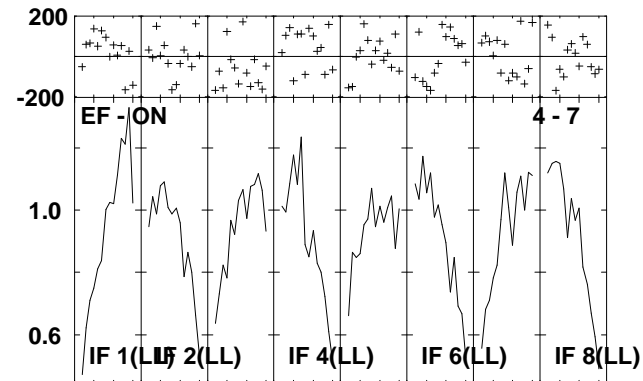 200
-200
EF - ON 4 - 7
1.0
0.6
IF 1(LL) IF 2(LL) IF 4(LL) IF 6(LL) IF 8(LL)